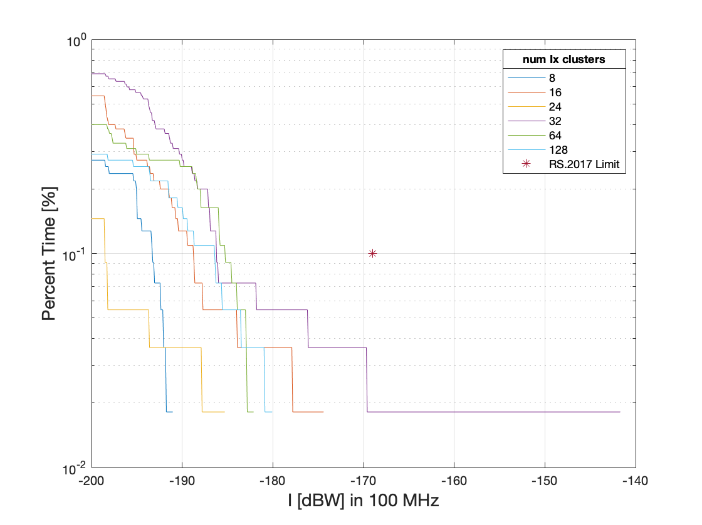 10^0
num Ix clusters
8
16
24
32
64
128
RS.2017 Limit
Percent Time [%]
10^-1
10^-2
-200 -190 -180 -170 -160 -150 -140
I [dBW] in 100 MHz